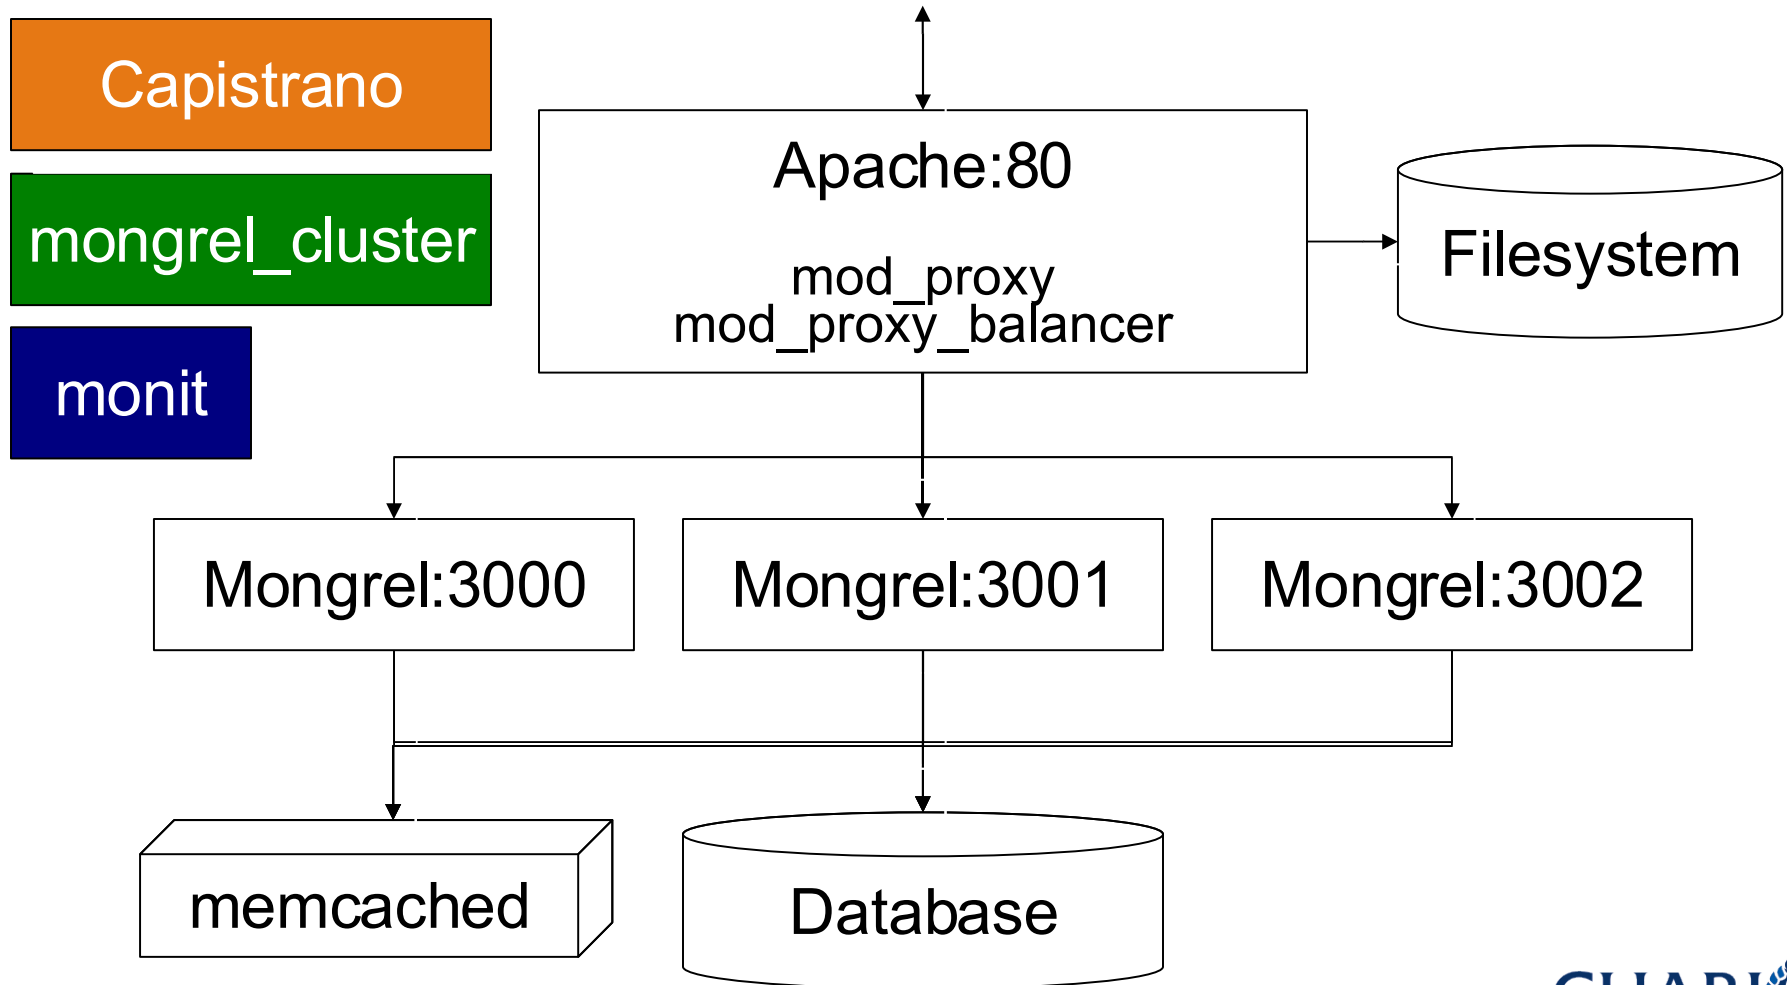 Capistrano
mongrel_cluster
monit
Apache:80
mod_proxy
mod_proxy_balancer
Filesystem
Mongrel:3000
Mongrel:3001
Mongrel:3002
memcached
Database